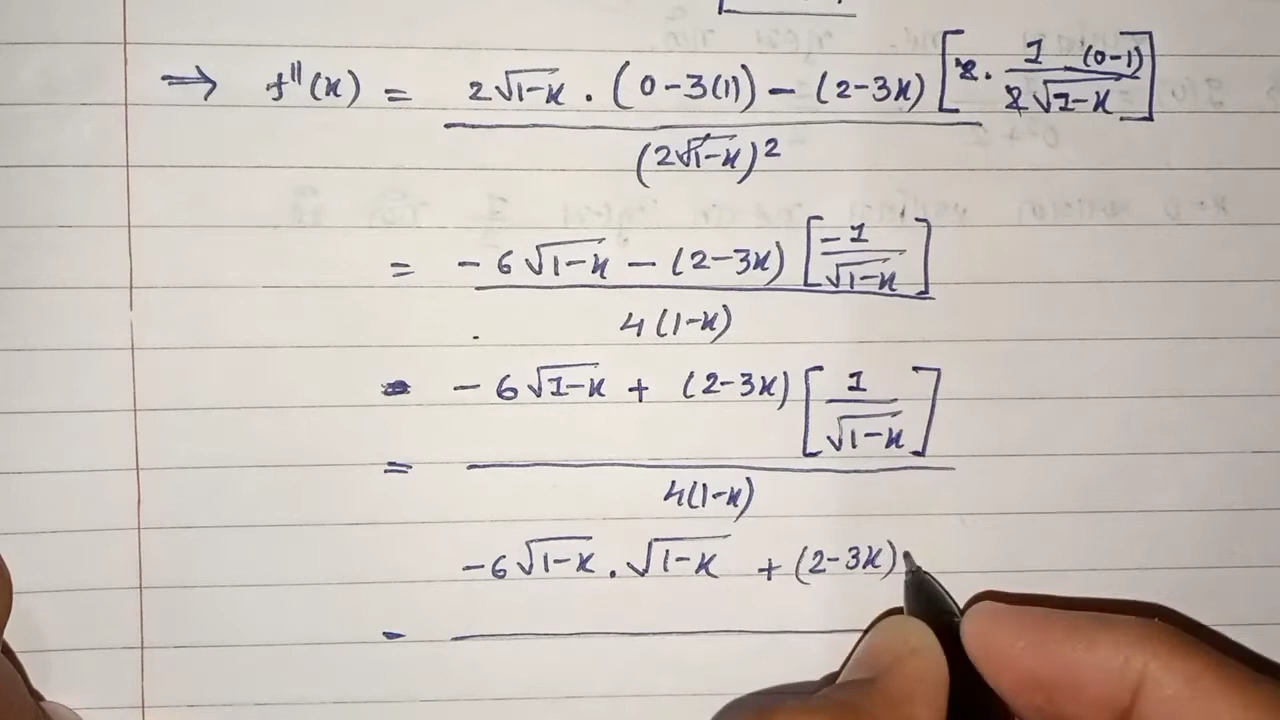 ⇒ f''(x) = 2√1-x . (0-3(1)) - (2-3x) [2. 1/2√1-x (0-1)]
(2√1-x)²
= -6√1-x - (2-3x) [-1/√1-x]
4(1-x)
-6√1-x + (2-3x) [1/√1-x]
=
4(1-x)
-6√1-x . √1-x + (2-3x)
=